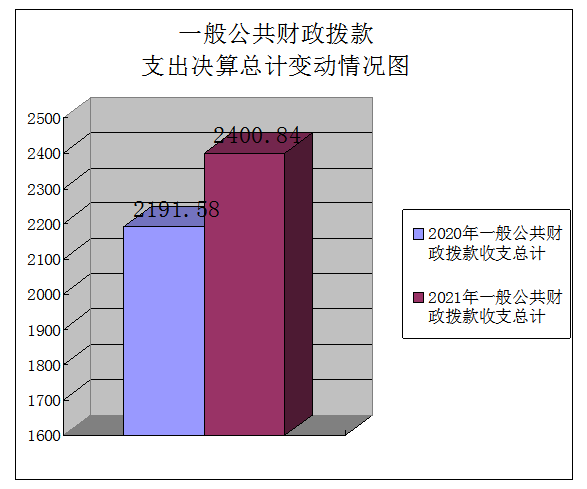 一般公共财政拨款
支出决算总计变动情况图
2500
2400
2300
2200
2100
2000
1900
1800
1700
1600
2191.58
2400.84
2020年一般公共财
政拨款收支总计
2021年一般公共财
政拨款收支总计